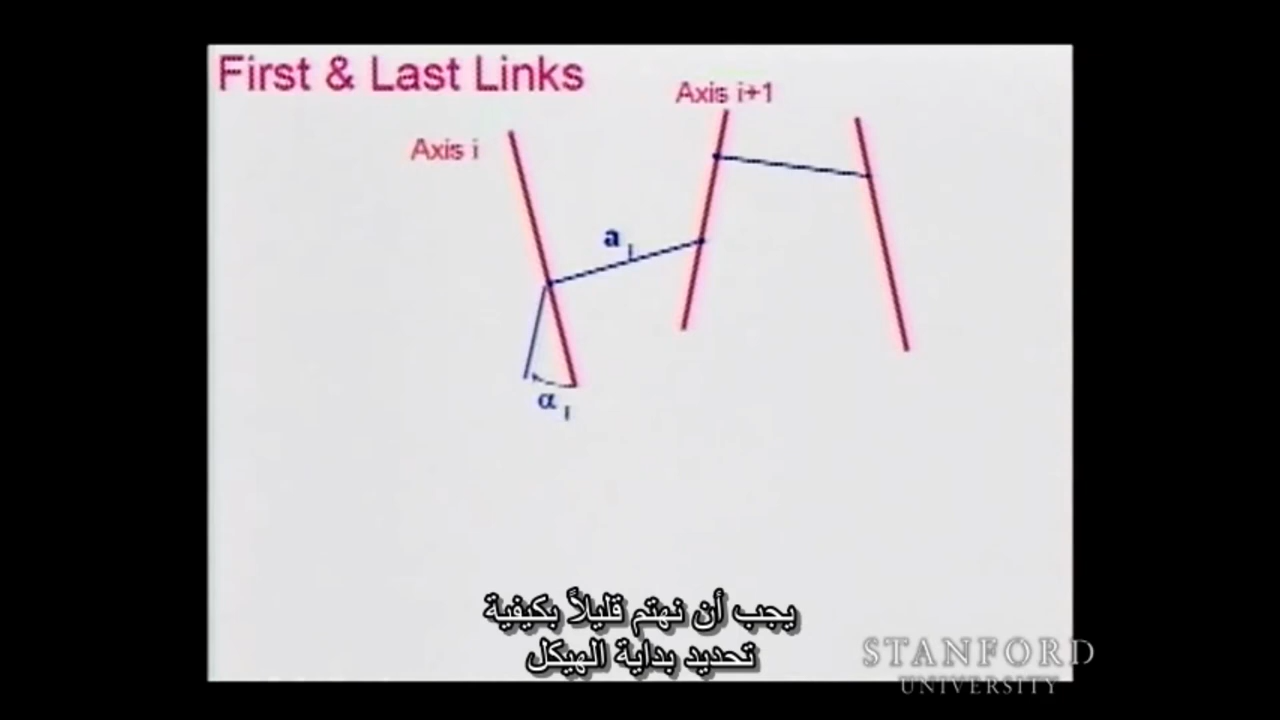 First & Last Links
Axis i+1
Axis i
a i
α i
يجب أن نهتم قليلاً بكيفية
تحديد بداية الهيكل
STANFORD
UNIVERSITY